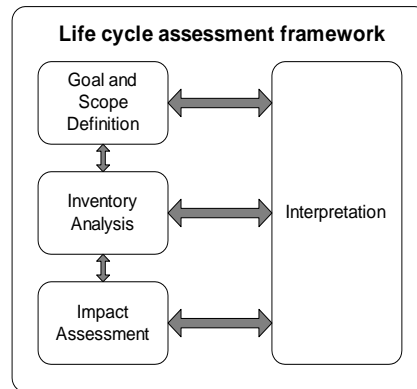 Life cycle assessment framework
Goal and
Scope
Definition
Inventory
Analysis
Interpretation
Impact
Assessment